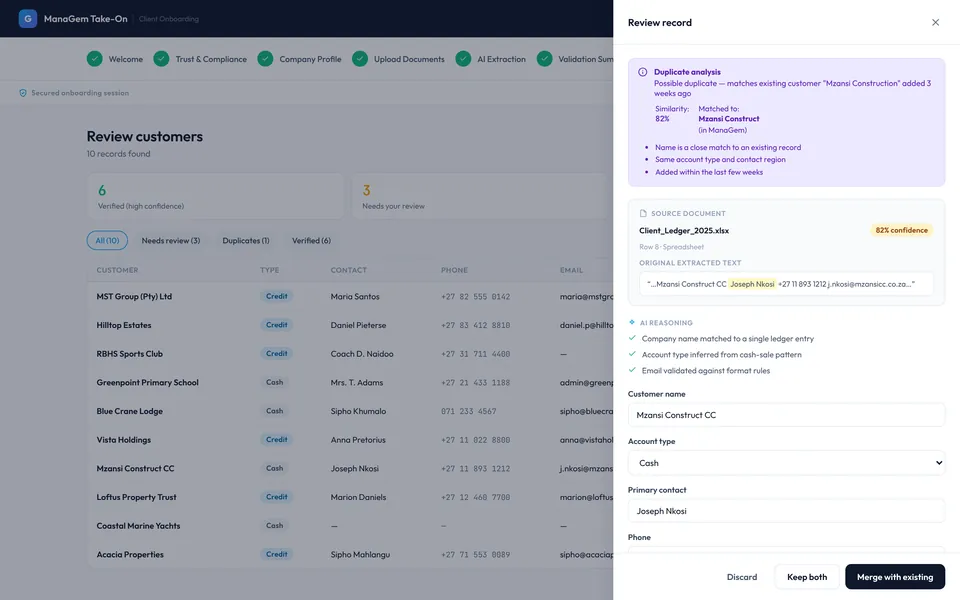 G ManaGem Take-On Client Onboarding
Welcome Trust & Compliance Company Profile Upload Documents AI Extraction Validation Sum
Secured onboarding session
Review customers
10 records found
6
Verified (high confidence)
3
Needs your review
All (10) Needs review (3) Duplicates (1) Verified (6)
CUSTOMER TYPE CONTACT PHONE EMAIL
MST Group (Pty) Ltd Credit Maria Santos +27 82 555 0142 maria@mstgro
Hilltop Estates Credit Daniel Pieterse +27 83 412 8810 daniel.p@hillto
RBHS Sports Club Credit Coach D. Naidoo +27 31 711 4400 —
Greenpoint Primary School Cash Mrs. T. Adams +27 21 433 1188 admin@greenp
Blue Crane Lodge Cash Sipho Khumalo 071 233 4567 sipho@bluecra
Vista Holdings Credit Anna Pretorius +27 11 022 8800 anna@vistahol
Mzansi Construct CC Cash Joseph Nkosi +27 11 893 1212 j.nkosi@mzans
Loftus Property Trust Credit Marion Daniels +27 12 460 7700 marion@loftus
Coastal Marine Yachts Cash — — —
Acacia Properties Credit Sipho Mahlangu +27 71 553 0089 sipho@acaciap
Review record
Duplicate analysis
Possible duplicate — matches existing customer "Mzansi Construction" added 3
weeks ago
Similarity: Matched to:
82% Mzansi Construct
(in ManaGem)
• Name is a close match to an existing record
• Same account type and contact region
• Added within the last few weeks
SOURCE DOCUMENT
Client_Ledger_2025.xlsx 82% confidence
Row 8 · Spreadsheet
ORIGINAL EXTRACTED TEXT
"…Mzansi Construct CC Joseph Nkosi +27 11 893 1212 j.nkosi@mzansicc.co.za…"
AI REASONING
Company name matched to a single ledger entry
Account type inferred from cash-sale pattern
Email validated against format rules
Customer name
Mzansi Construct CC
Account type
Cash
Primary contact
Joseph Nkosi
Phone
Discard Keep both Merge with existing